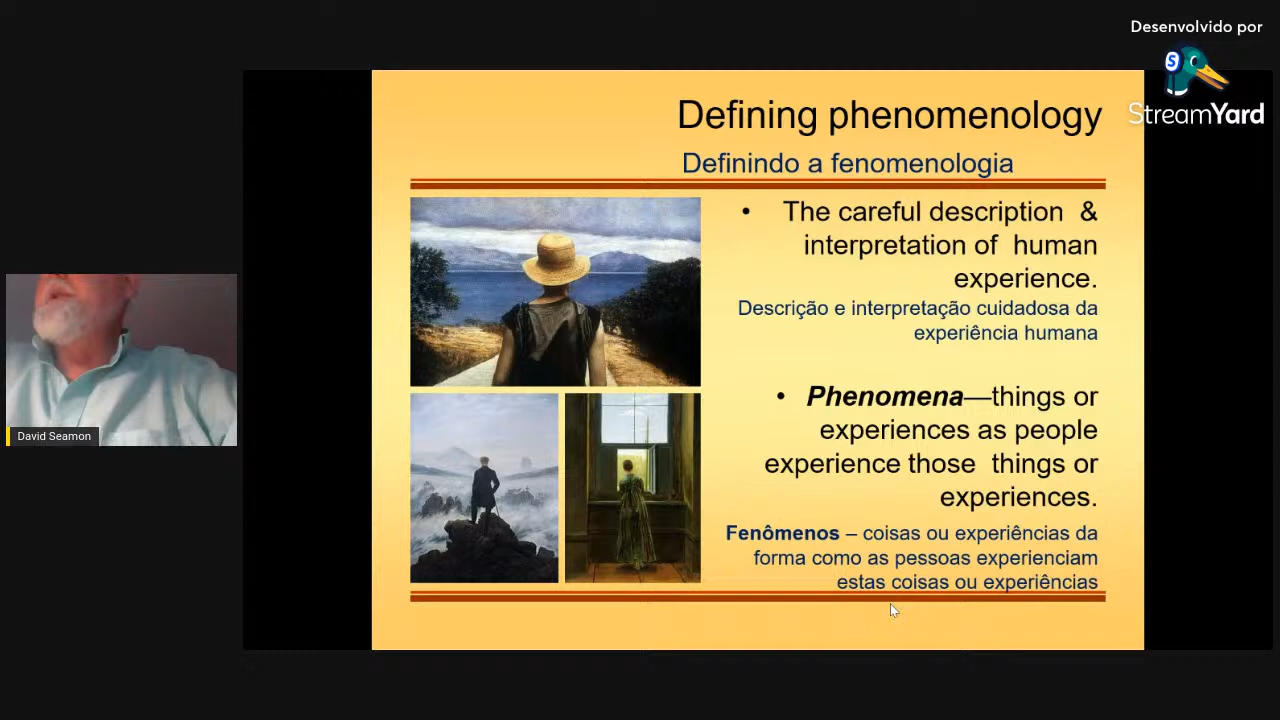 Desenvolvido por
StreamYard
Defining phenomenology
Definindo a fenomenologia
• The careful description & 
interpretation of human
experience.
Descrição e interpretação cuidadosa da
experiência humana
• Phenomena—things or
experiences as people
experience those things or
experiences.
Fenômenos – coisas ou experiências da
forma como as pessoas experienciam
estas coisas ou experiências
David Seamon